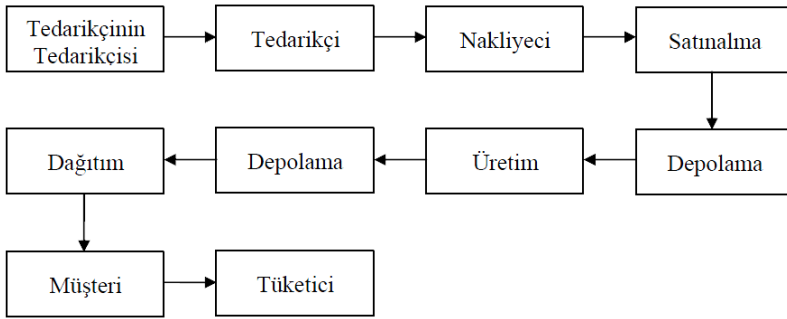 Tedarikçinin
Tedarikçisi
Tedarikçi
Nakliyeci
Satınalma
Dağıtım
Depolama
Üretim
Depolama
Müşteri
Tüketici